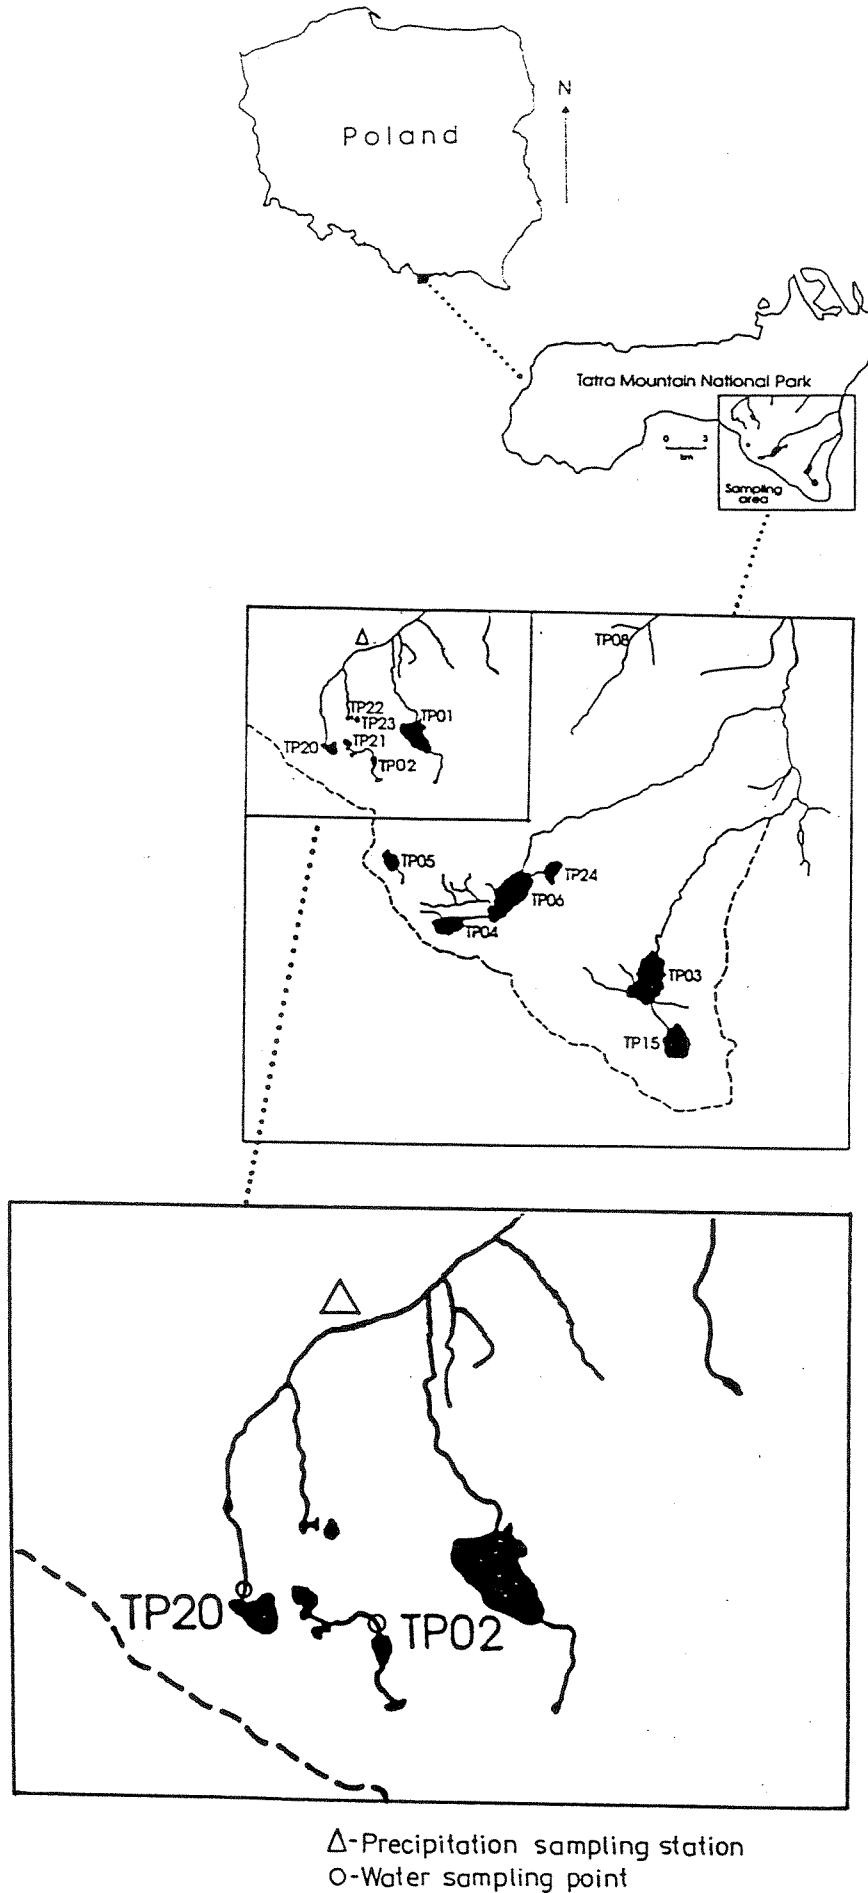 N
Poland
Tatra Mountain National Park
0 3
km
Sampling
area
TP08
TP22
TP23
TP01
TP21
TP20
TP02
TP05
TP24
TP06
TP04
TP03
TP15
TP20
TP02
Δ-Precipitation sampling station
O-Water sampling point